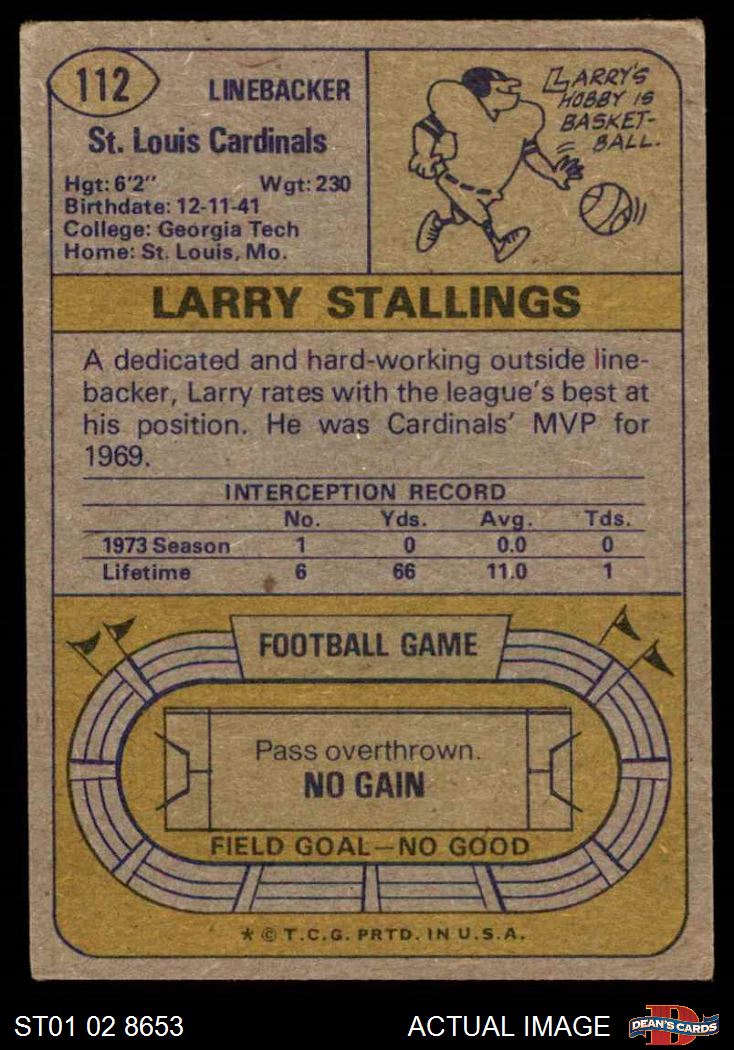 112
LINEBACKER
St. Louis Cardinals
Hgt: 6'2"   Wgt: 230
Birthdate: 12-11-41
College: Georgia Tech
Home: St. Louis, Mo.
LARRY'S
HOBBY IS
BASKET-
BALL.
LARRY STALLINGS
A dedicated and hard-working outside line-
backer, Larry rates with the league's best at
his position. He was Cardinals' MVP for
1969.
INTERCEPTION RECORD
No. Yds. Avg. Tds.
1973 Season 1 0 0.0 0
Lifetime 6 66 11.0 1
FOOTBALL GAME
Pass overthrown.
NO GAIN
FIELD GOAL—NO GOOD
* © T.C.G. PRTD. IN U.S.A.
ST01 02 8653
ACTUAL IMAGE
D
DEAN'S CARDS